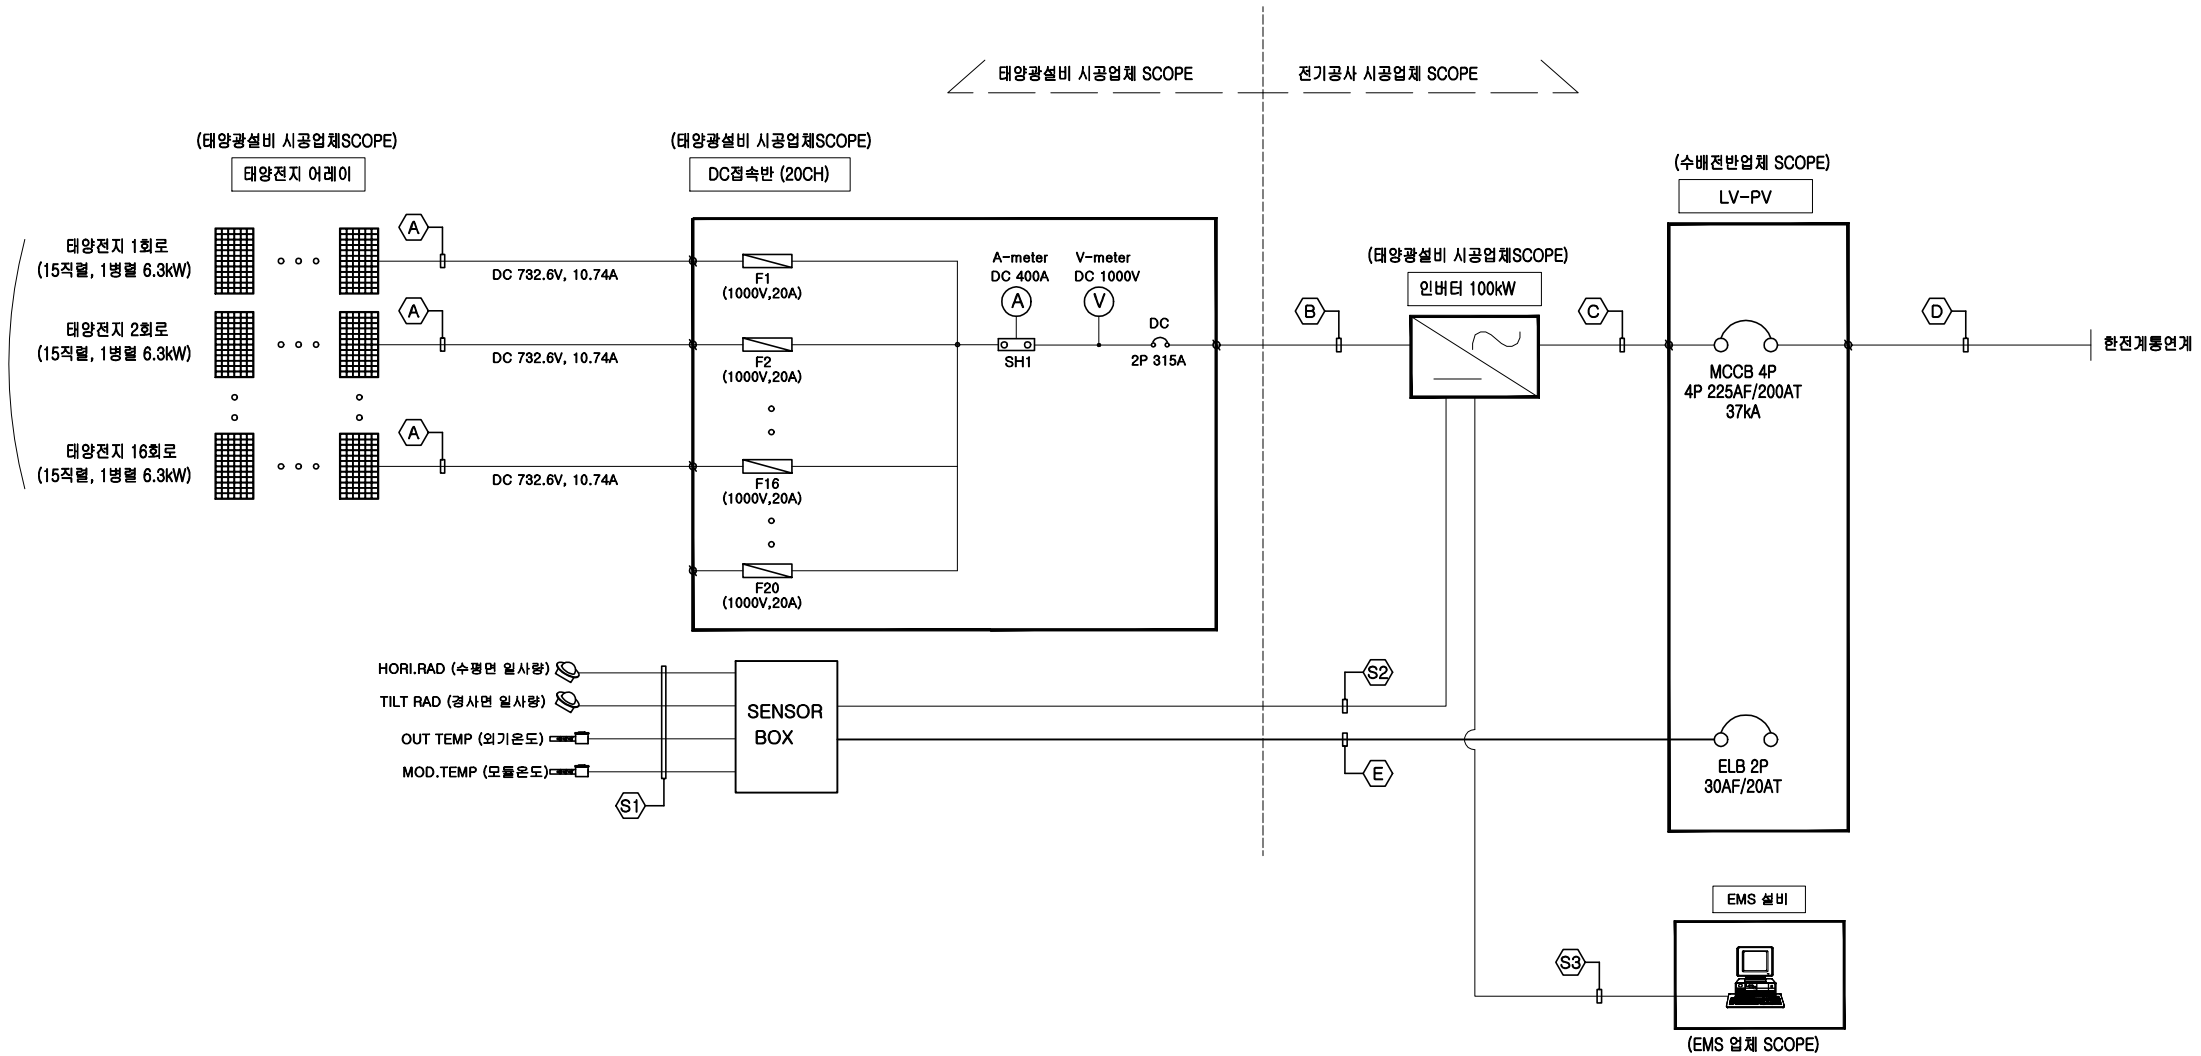 태양광설비 시공업체 SCOPE
전기공사 시공업체 SCOPE
(태양광설비 시공업체SCOPE)
태양전지 어레이
(태양광설비 시공업체SCOPE)
DC접속반 (20CH)
(수배전반업체 SCOPE)
LV-PV
태양전지 1회로
(15직렬, 1병렬 6.3kW)
A
DC 732.6V, 10.74A
F1
(1000V,20A)
태양전지 2회로
(15직렬, 1병렬 6.3kW)
A
DC 732.6V, 10.74A
F2
(1000V,20A)
태양전지 16회로
(15직렬, 1병렬 6.3kW)
A
DC 732.6V, 10.74A
F16
(1000V,20A)
F20
(1000V,20A)
A-meter
DC 400A
A
SH1
V-meter
DC 1000V
V
DC
2P 315A
B
(태양광설비 시공업체SCOPE)
인버터 100kW
C
MCCB 4P
4P 225AF/200AT
37kA
D
한전계통연계
HORI.RAD (수평면 일사량)
TILT RAD (경사면 일사량)
OUT TEMP (외기온도)
MOD.TEMP (모듈온도)
S1
SENSOR
BOX
S2
E
ELB 2P
30AF/20AT
EMS 설비
S3
(EMS 업체 SCOPE)